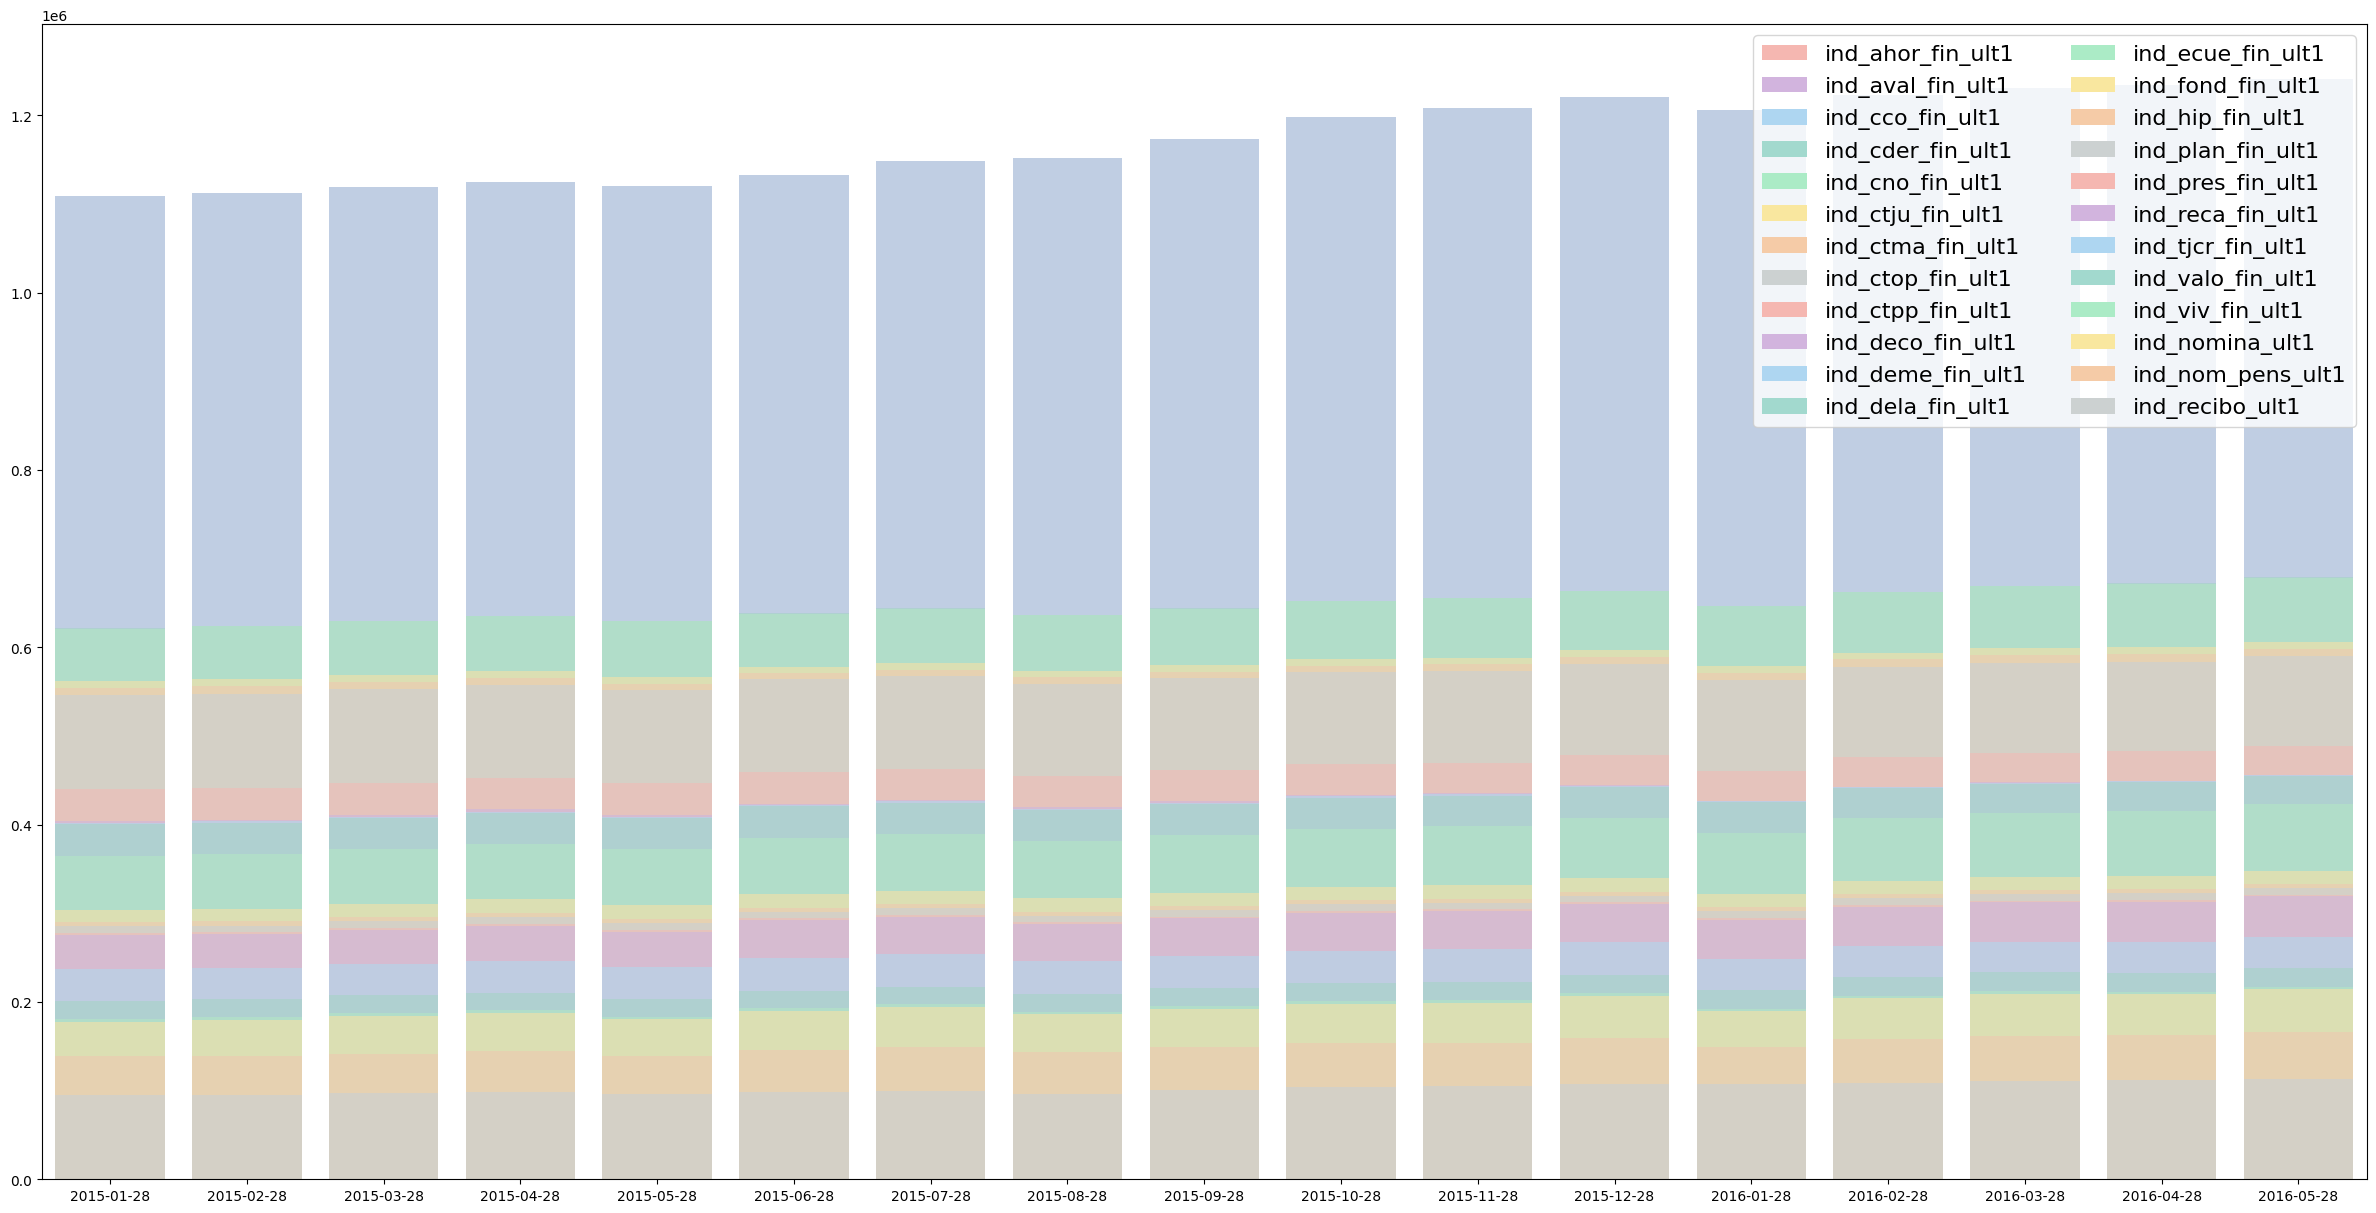 1e6
1.2
1.0
0.8
0.6
0.4
0.2
0.0
ind_ahor_fin_ult1
ind_aval_fin_ult1
ind_cco_fin_ult1
ind_cder_fin_ult1
ind_cno_fin_ult1
ind_ctju_fin_ult1
ind_ctma_fin_ult1
ind_ctop_fin_ult1
ind_ctpp_fin_ult1
ind_deco_fin_ult1
ind_deme_fin_ult1
ind_dela_fin_ult1
ind_ecue_fin_ult1
ind_fond_fin_ult1
ind_hip_fin_ult1
ind_plan_fin_ult1
ind_pres_fin_ult1
ind_reca_fin_ult1
ind_tjcr_fin_ult1
ind_valo_fin_ult1
ind_viv_fin_ult1
ind_nomina_ult1
ind_nom_pens_ult1
ind_recibo_ult1
2015-01-28
2015-02-28
2015-03-28
2015-04-28
2015-05-28
2015-06-28
2015-07-28
2015-08-28
2015-09-28
2015-10-28
2015-11-28
2015-12-28
2016-01-28
2016-02-28
2016-03-28
2016-04-28
2016-05-28